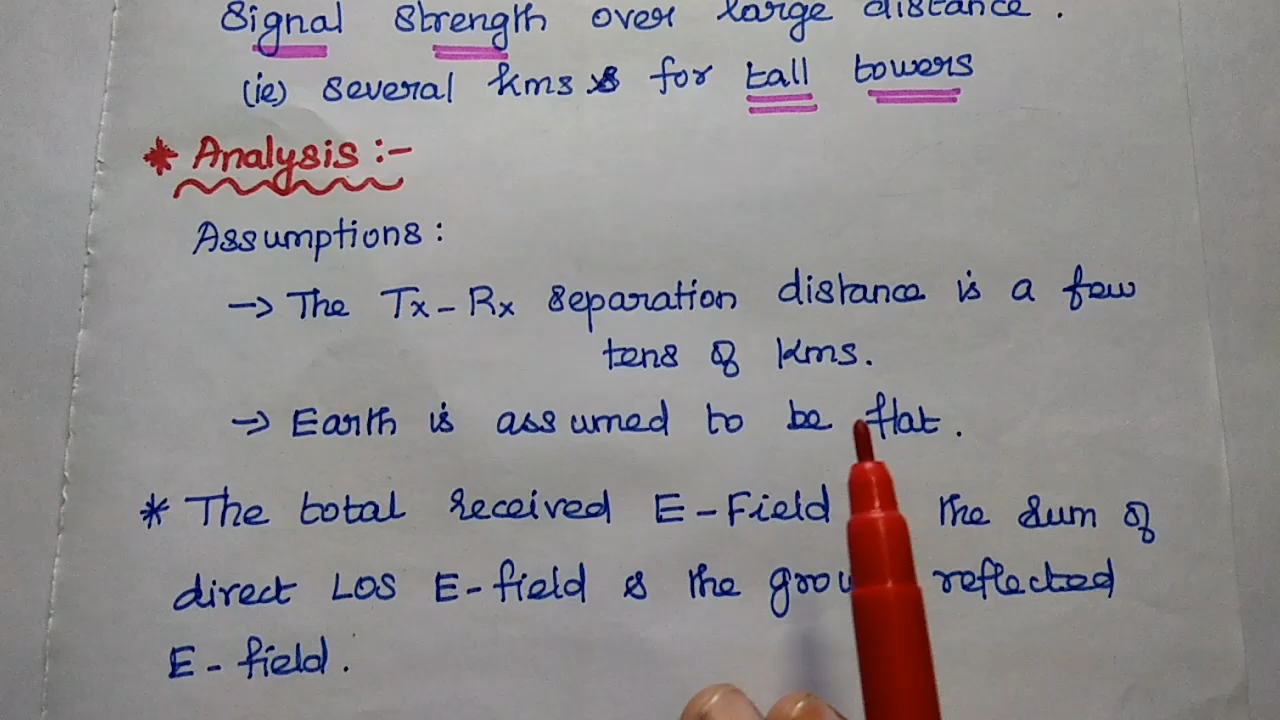 Signal strength over large distance.
(ie) several kms & for tall towers
* Analysis :-
Assumptions :
→ The Tx - Rx separation distance is a few
tens of kms.
→ Earth is assumed to be flat.
* The total received E-Field the sum of
direct LOS E-field & the reflected
E-field.